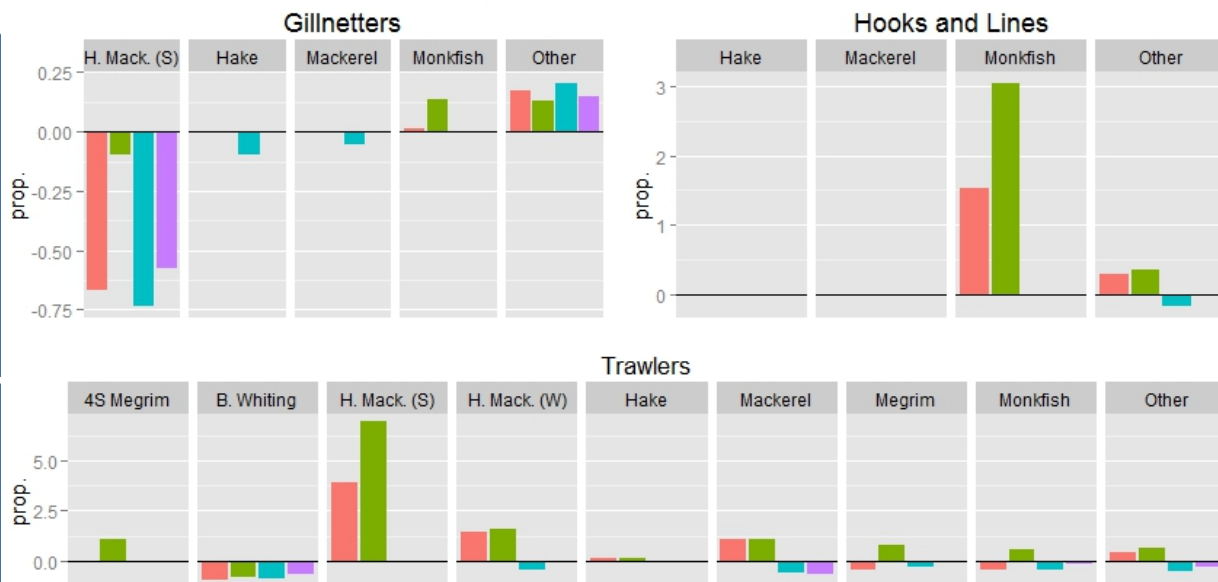 Gillnetters
H. Mack. (S) Hake Mackerel Monkfish Other
0.25
0.00
-0.25
-0.50
-0.75
prop.
Hooks and Lines
Hake Mackerel Monkfish Other
3
2
1
0
prop.
Trawlers
4S Megrim B. Whiting H. Mack. (S) H. Mack. (W) Hake Mackerel Megrim Monkfish Other
5.0
2.5
0.0
prop.